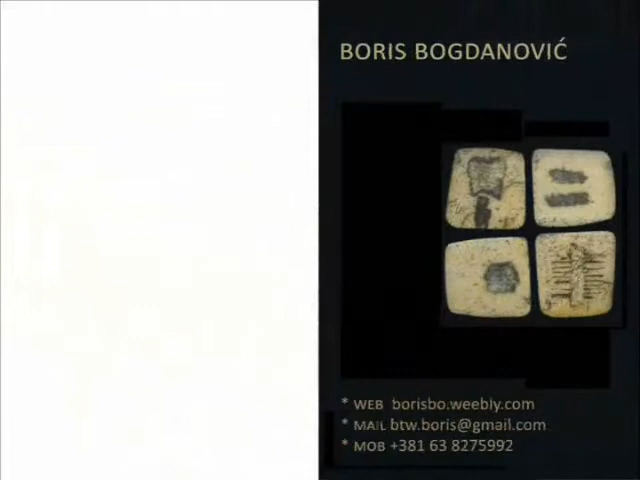 BORIS BOGDANOVIĆ
* WEB borisbo.weebly.com
* MAIL btw.boris@gmail.com
* MOB +381 63 8275992